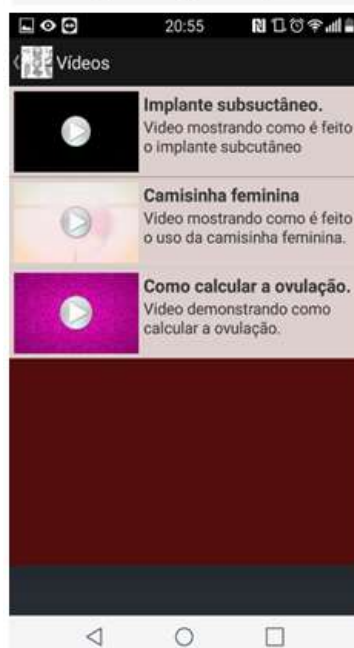 20:55
Vídeos
Implante subsuctâneo.
Video mostrando como é feito
o implante subcutâneo
Camisinha feminina
Video mostrando como é feito
o uso da camisinha feminina.
Como calcular a ovulação.
Video demonstrando como
calcular a ovulação.